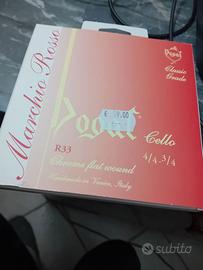 Marchio Rosso
Dogal
Classic
Grade
Dogal
Cello
R33
4/4 . 3/4
Chrome flat wound
Handmade in Venice, Italy
subito